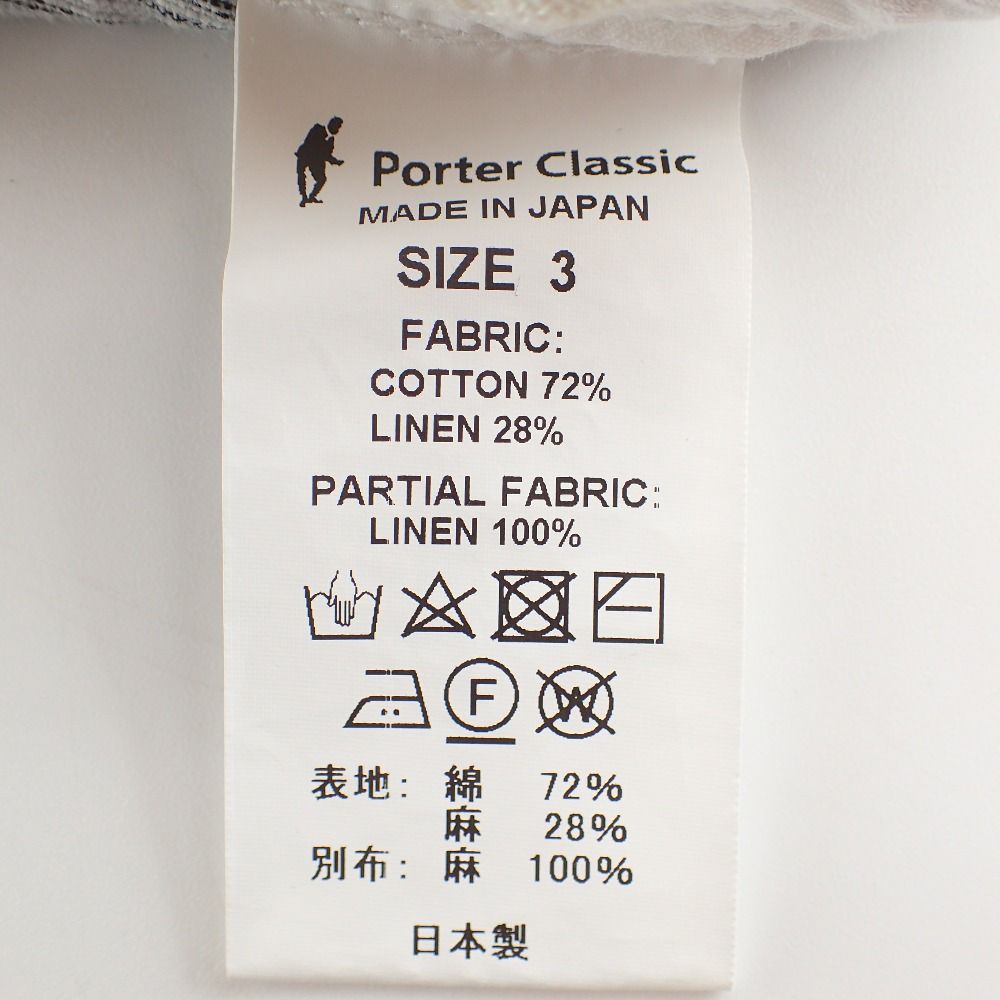 Porter Classic
MADE IN JAPAN
SIZE 3
FABRIC:
COTTON 72%
LINEN 28%
PARTIAL FABRIC:
LINEN 100%
F W
表地: 綿 72%
麻 28%
別布: 麻 100%
日本製